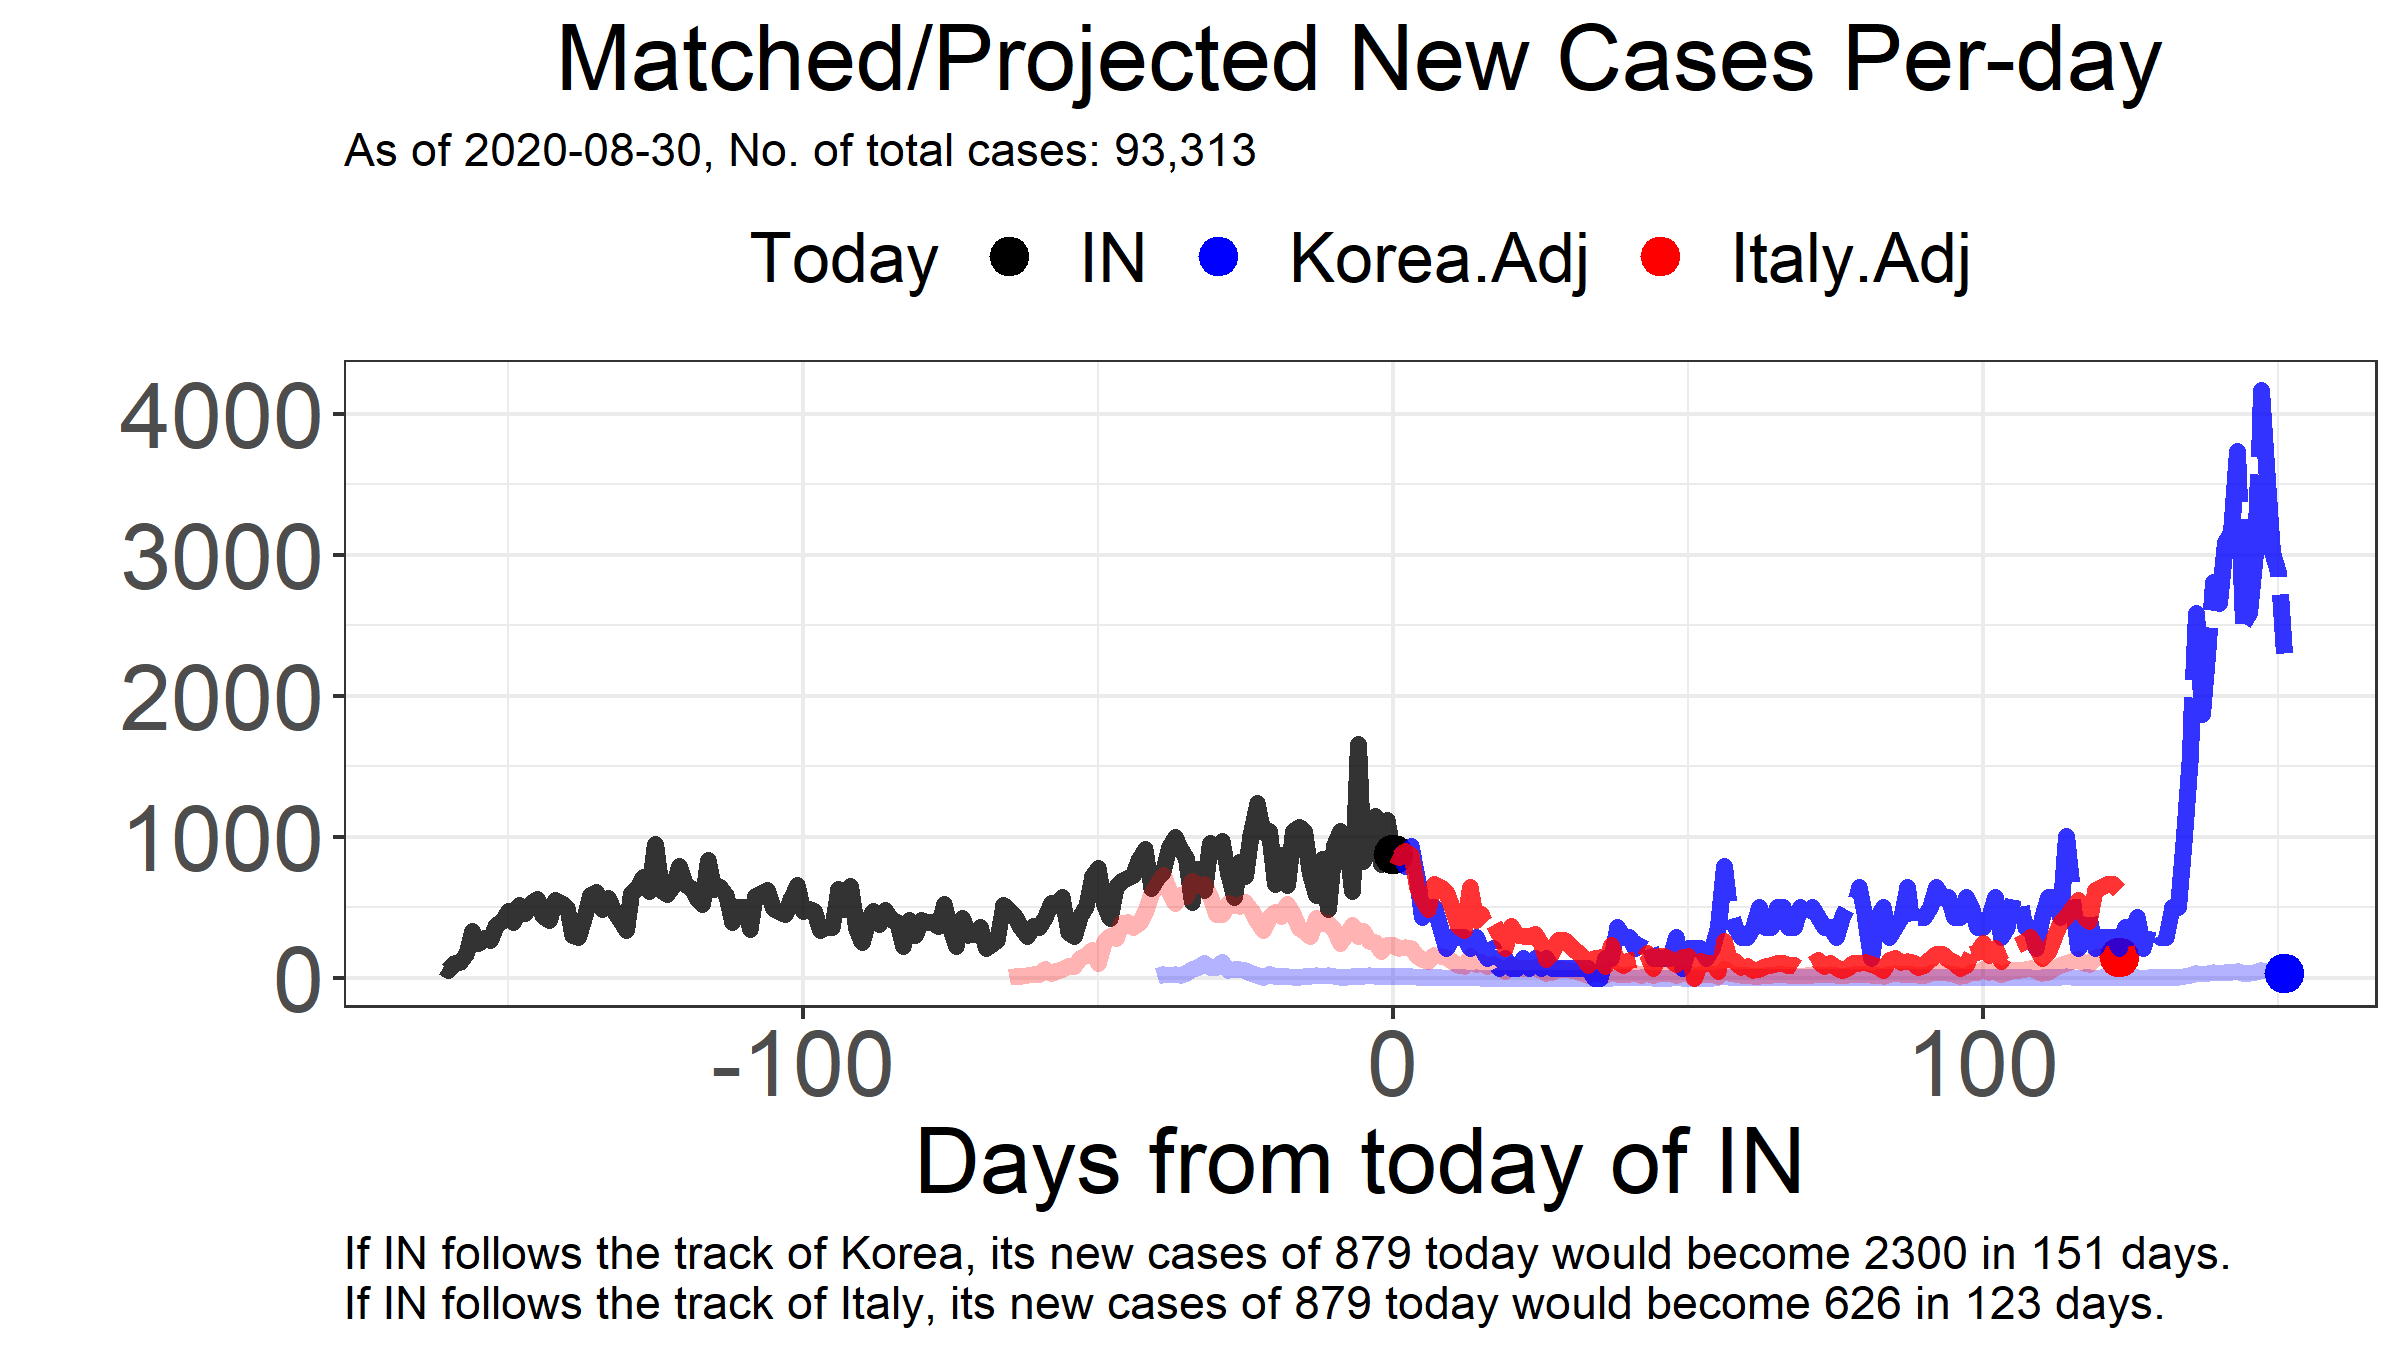 Matched/Projected New Cases Per-day
As of 2020-08-30, No. of total cases: 93,313
Today IN Korea.Adj Italy.Adj
4000
3000
2000
1000
0
-100 0 100
Days from today of IN
If IN follows the track of Korea, its new cases of 879 today would become 2300 in 151 days.
If IN follows the track of Italy, its new cases of 879 today would become 626 in 123 days.